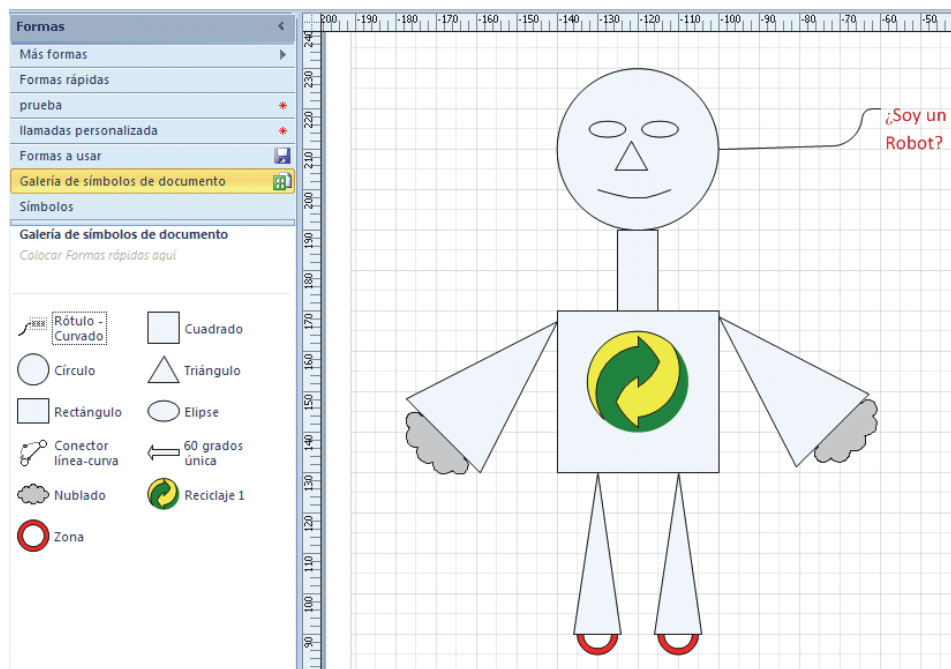 Formas
Más formas
Formas rápidas
prueba
llamadas personalizada
Formas a usar
Galería de símbolos de documento
Símbolos
Galería de símbolos de documento
Colocar Formas rápidas aquí
Rótulo -
Curvado
Cuadrado
Círculo
Triángulo
Rectángulo
Elipse
Conector
línea-curva
60 grados
única
Nublado
Reciclaje 1
Zona
200 -190 -180 -170 -160 -150 -140 -130 -120 -110 -100 -90 -80 -70 -60 -50
240
230
220
210
200
190
180
170
160
150
140
130
120
110
100
90
¿Soy un
Robot?